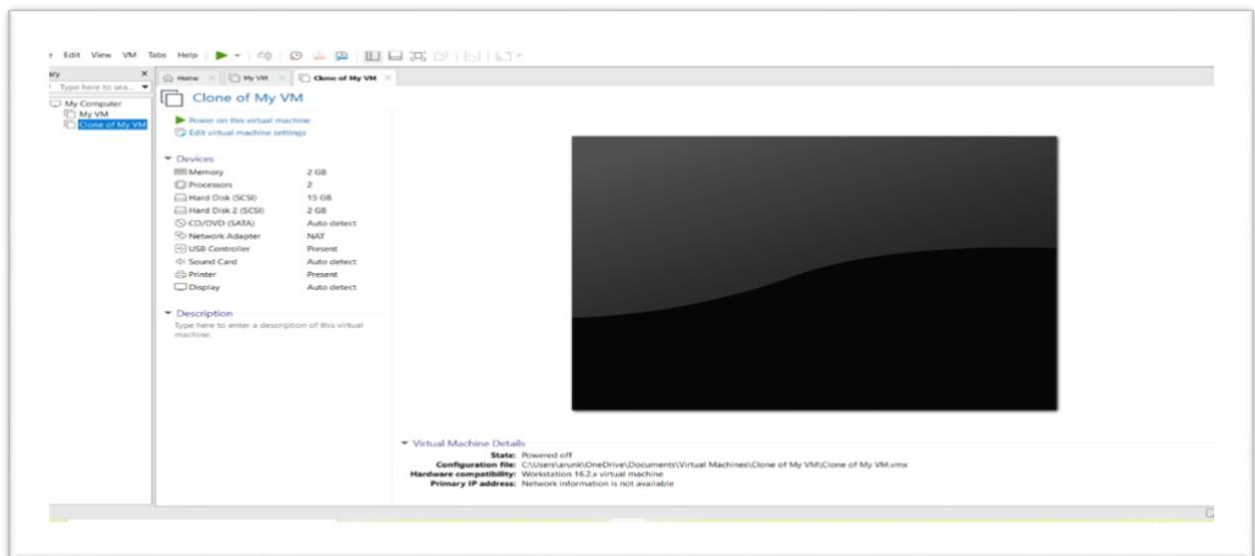 Edit View VM Tabs Help
ary
Home My VM Clone of My VM
Type here to sea...
My Computer
My VM
Clone of My VM
Clone of My VM
Power on this virtual machine
Edit virtual machine settings
Devices
Memory 2 GB
Processors 2
Hard Disk (SCSI) 15 GB
Hard Disk 2 (SCSI) 2 GB
CD/DVD (SATA) Auto detect
Network Adapter NAT
USB Controller Present
Sound Card Auto detect
Printer Present
Display Auto detect
Description
Type here to enter a description of this virtual
machine.
Virtual Machine Details
State: Powered off
Configuration file: C:\Users\arunk\OneDrive\Documents\Virtual Machines\Clone of My VM\Clone of My VM.vmx
Hardware compatibility: Workstation 16.2.x virtual machine
Primary IP address: Network information is not available